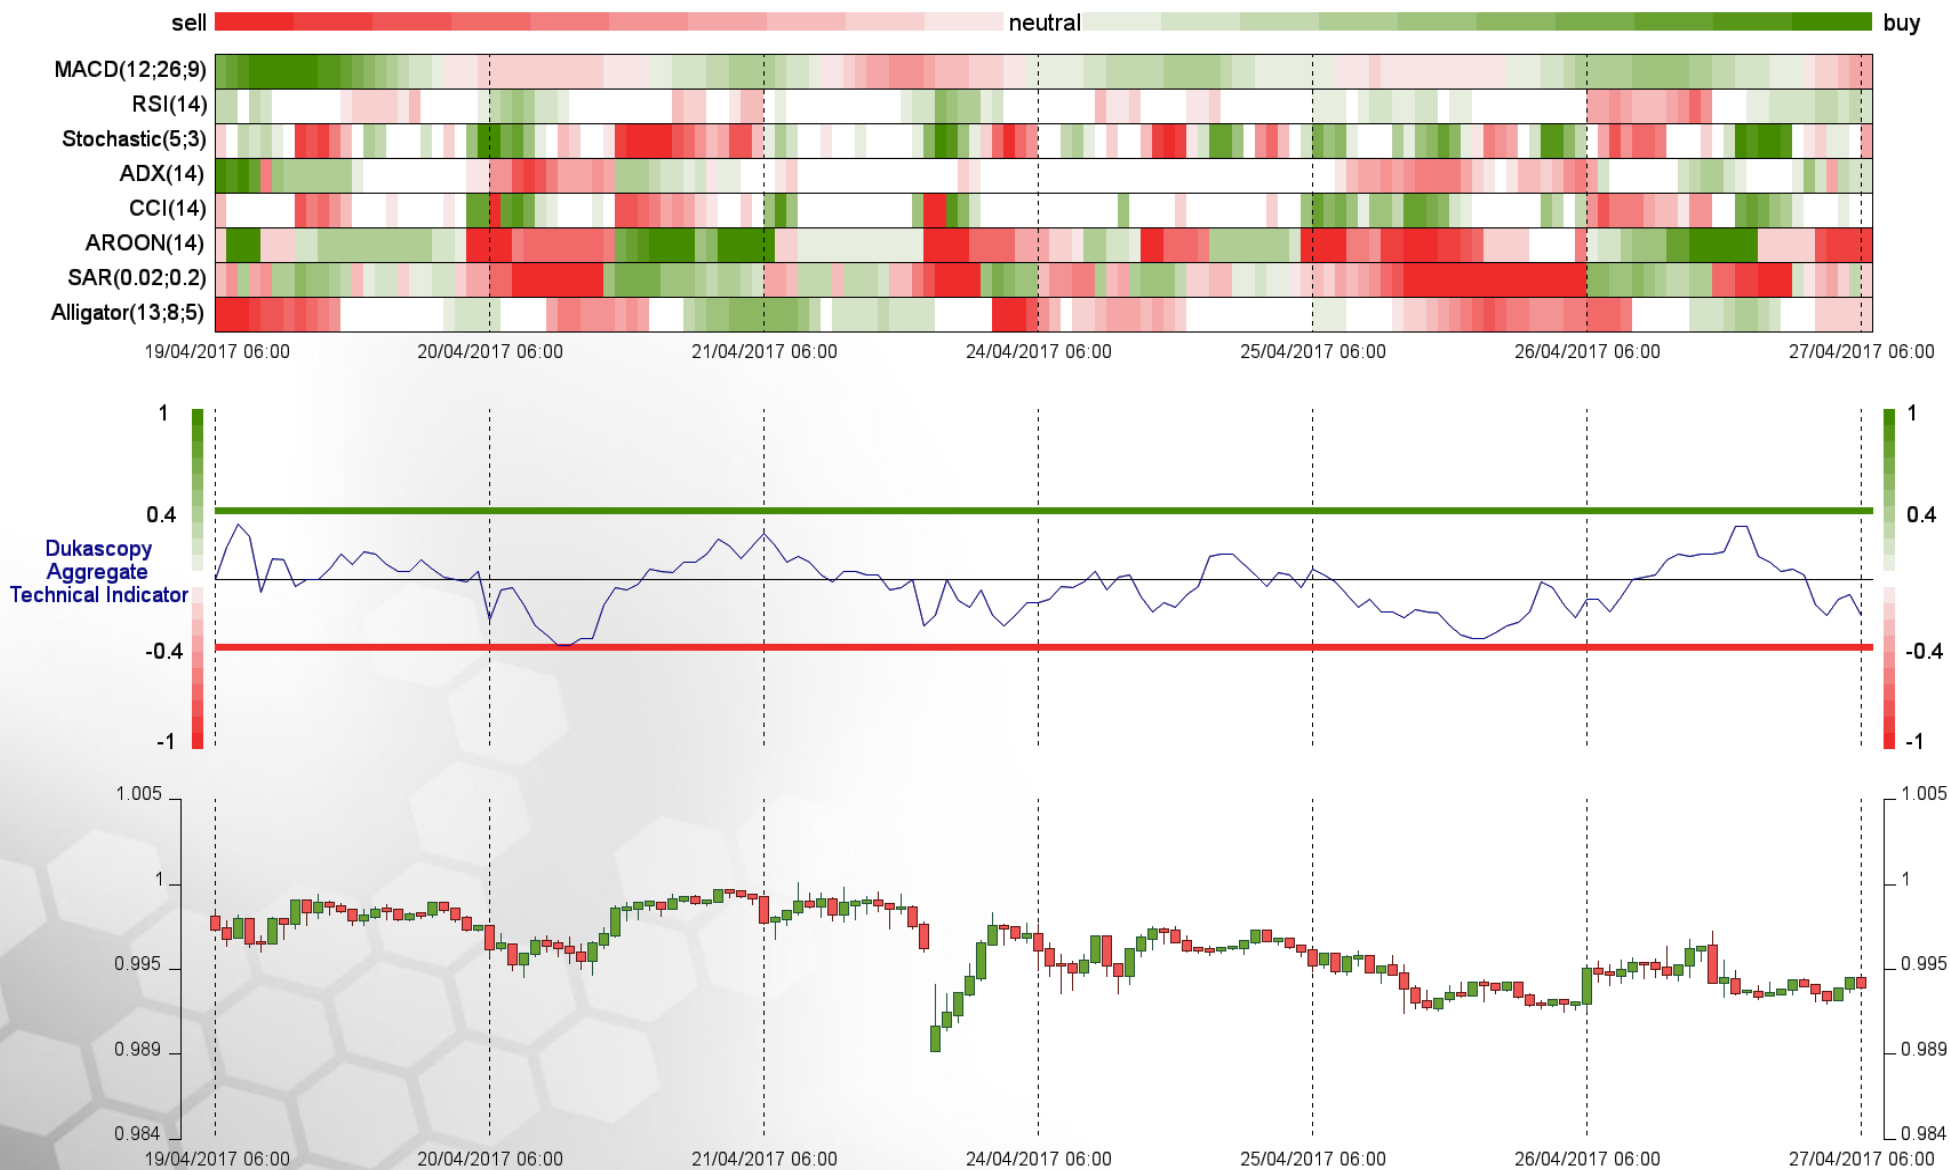 sell neutral buy
MACD(12;26;9)
RSI(14)
Stochastic(5;3)
ADX(14)
CCI(14)
AROON(14)
SAR(0.02;0.2)
Alligator(13;8;5)
19/04/2017 06:00 20/04/2017 06:00 21/04/2017 06:00 24/04/2017 06:00 25/04/2017 06:00 26/04/2017 06:00 27/04/2017 06:00
1 1
0.4 0.4
Dukascopy
Aggregate
Technical Indicator
-0.4 -0.4
-1 -1
1.005 1.005
1 1
0.995 0.995
0.989 0.989
0.984 0.984
19/04/2017 06:00 20/04/2017 06:00 21/04/2017 06:00 24/04/2017 06:00 25/04/2017 06:00 26/04/2017 06:00 27/04/2017 06:00